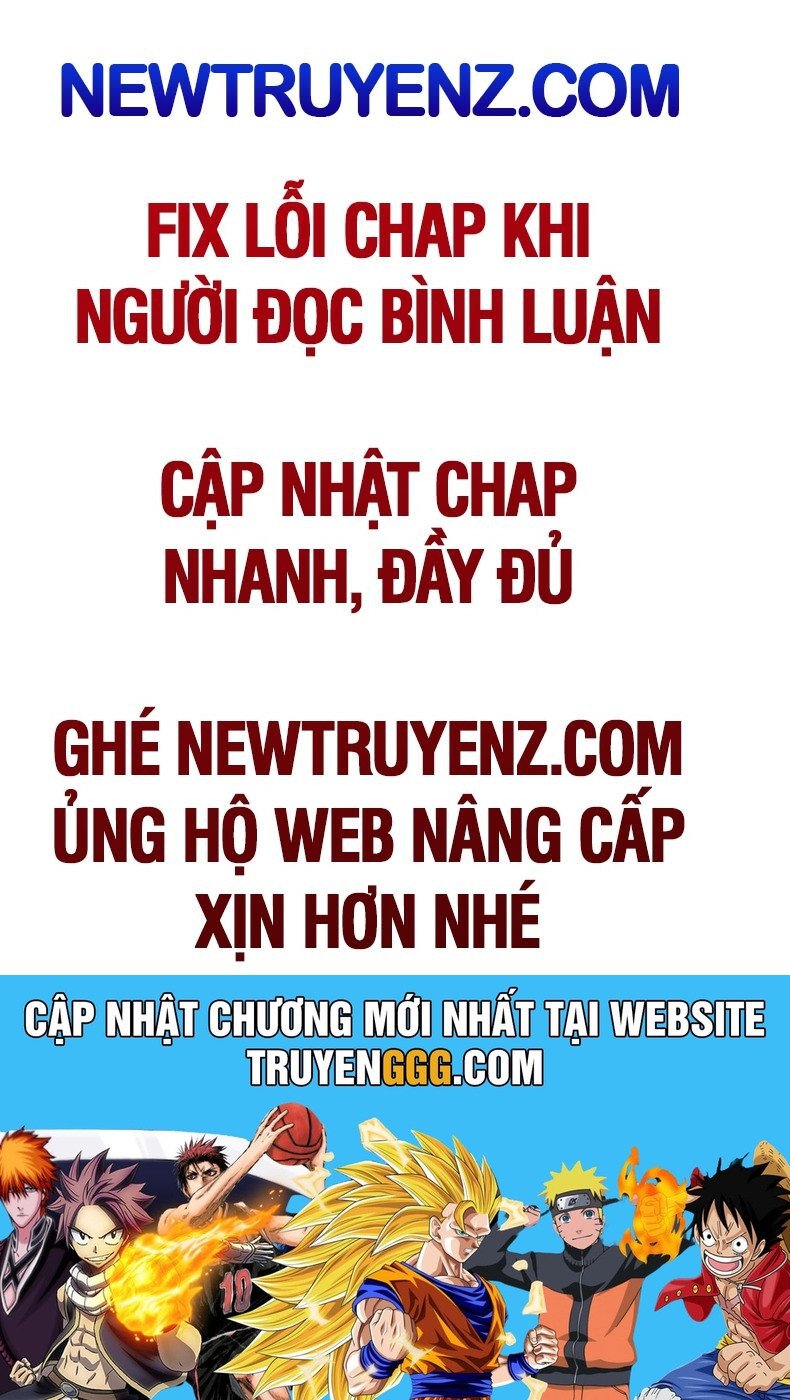 NEWTRUYENZ.COM
FIX LỖI CHAP KHI
NGƯỜI ĐỌC BÌNH LUẬN
CẬP NHẬT CHAP
NHANH, ĐẦY ĐỦ
GHÉ NEWTRUYENZ.COM
ỦNG HỘ WEB NÂNG CẤP
XỊN HƠN NHÉ
CẬP NHẬT CHƯƠNG MỚI NHẤT TẠI WEBSITE
TRUYENGGG.COM
10